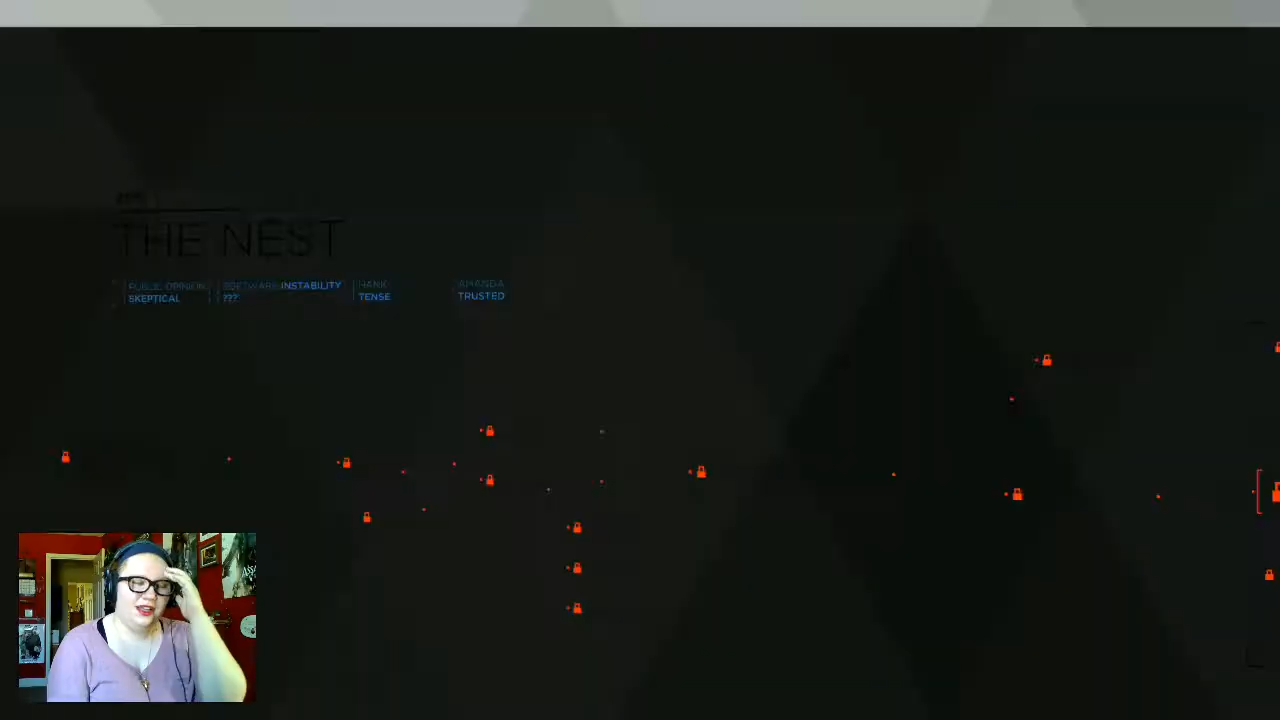 THE NEST
PUBLIC OPINION
SKEPTICAL
SOFTWARE INSTABILITY
???
HANK
TENSE
AMANDA
TRUSTED